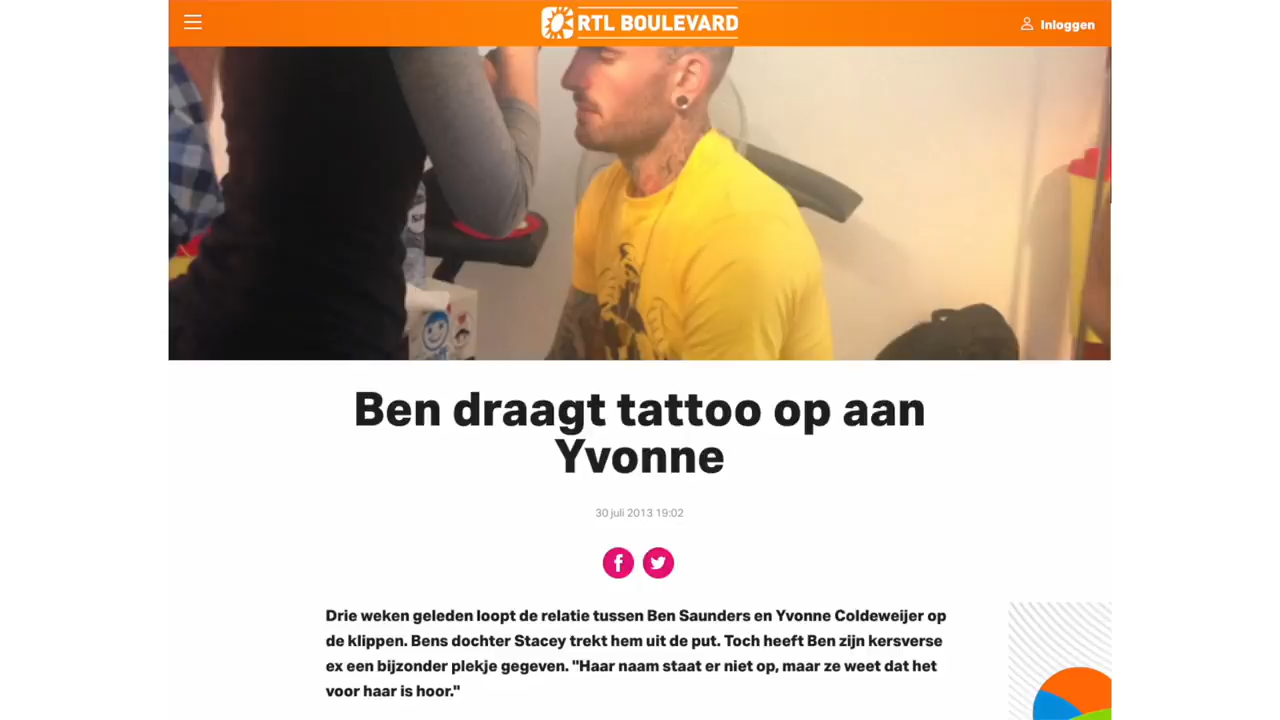 RTL BOULEVARD
Inloggen
Ben draagt tattoo op aan
Yvonne
30 juli 2013 19:02
Drie weken geleden loopt de relatie tussen Ben Saunders en Yvonne Coldeweijer op
de klippen. Bens dochter Stacey trekt hem uit de put. Toch heeft Ben zijn kersverse
ex een bijzonder plekje gegeven. "Haar naam staat er niet op, maar ze weet dat het
voor haar is hoor."